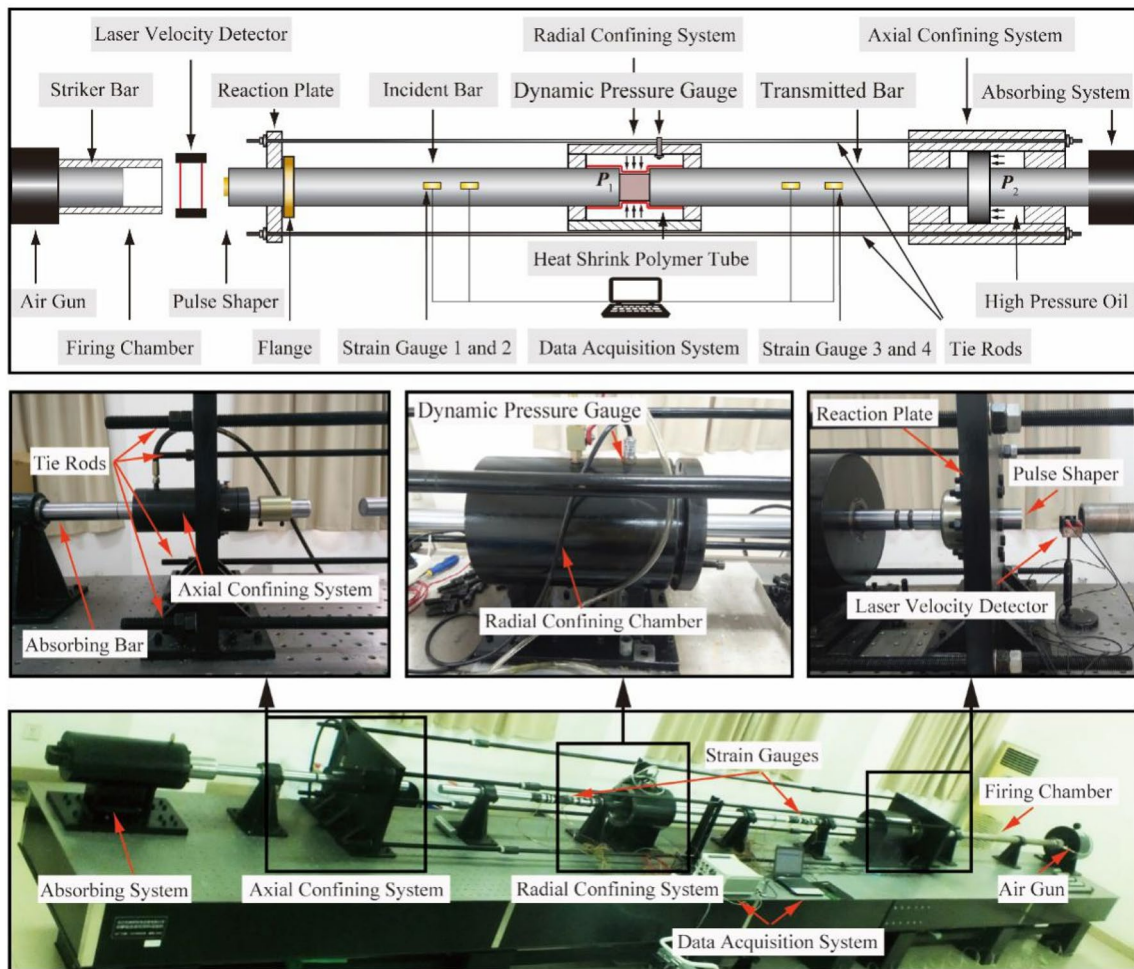 Laser Velocity Detector
Radial Confining System
Axial Confining System
Striker Bar
Reaction Plate
Incident Bar
Dynamic Pressure Gauge
Transmitted Bar
Absorbing System
P1
P2
Heat Shrink Polymer Tube
Air Gun
Pulse Shaper
High Pressure Oil
Firing Chamber
Flange
Strain Gauge 1 and 2
Data Acquisition System
Strain Gauge 3 and 4
Tie Rods
Tie Rods
Axial Confining System
Absorbing Bar
Dynamic Pressure Gauge
Radial Confining Chamber
Reaction Plate
Pulse Shaper
Laser Velocity Detector
Strain Gauges
Firing Chamber
Absorbing System
Axial Confining System
Radial Confining System
Air Gun
Data Acquisition System